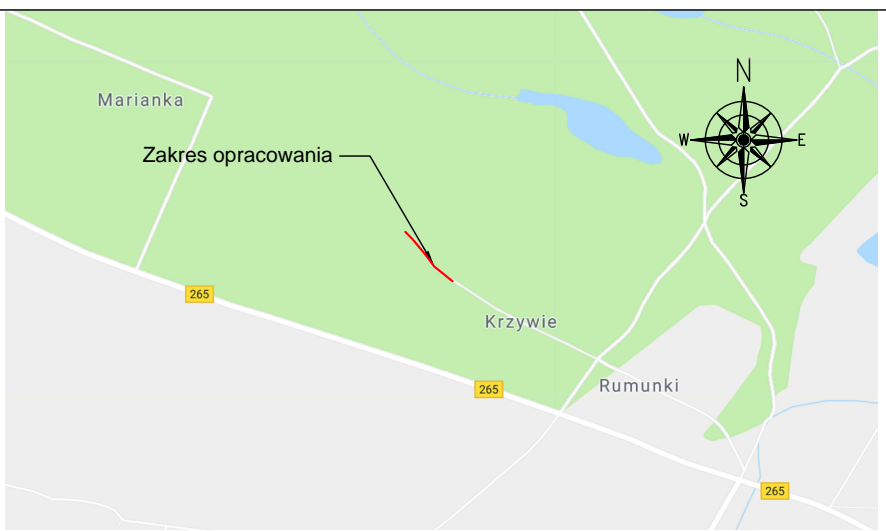 N
Marianka
W
E
Zakres opracowania
S
265
Krzywie
Rumunki
265
265